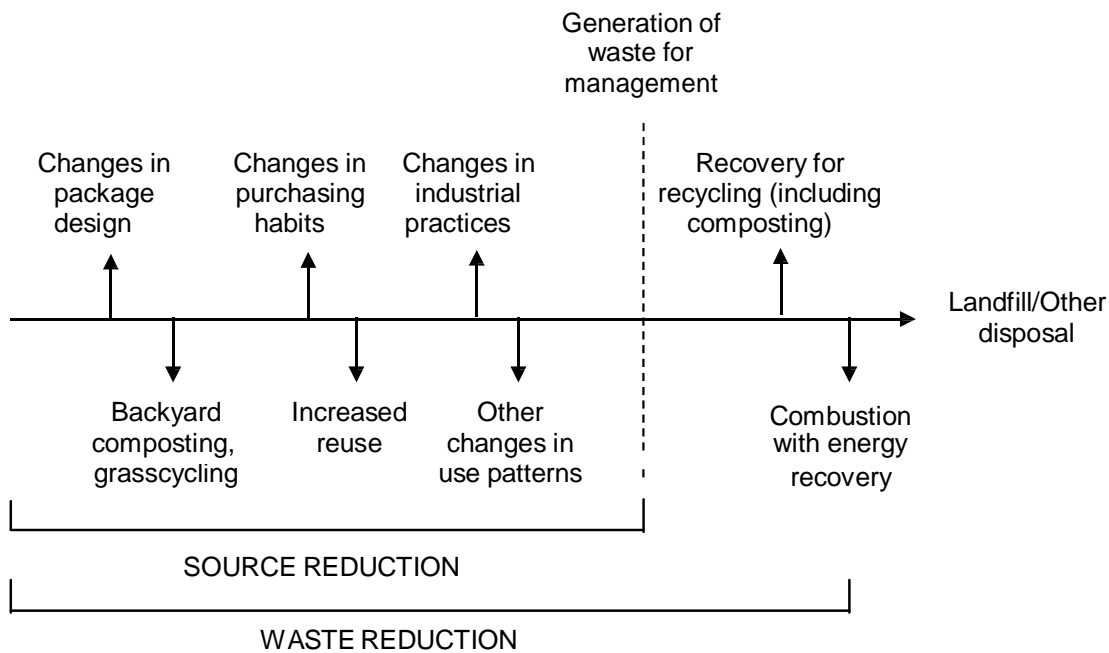 Generation of
waste for
management
Changes in
package
design
Changes in
purchasing
habits
Changes in
industrial
practices
Recovery for
recycling (including
composting)
Landfill/Other
disposal
Backyard
composting,
grasscycling
Increased
reuse
Other
changes in
use patterns
Combustion
with energy
recovery
SOURCE REDUCTION
WASTE REDUCTION